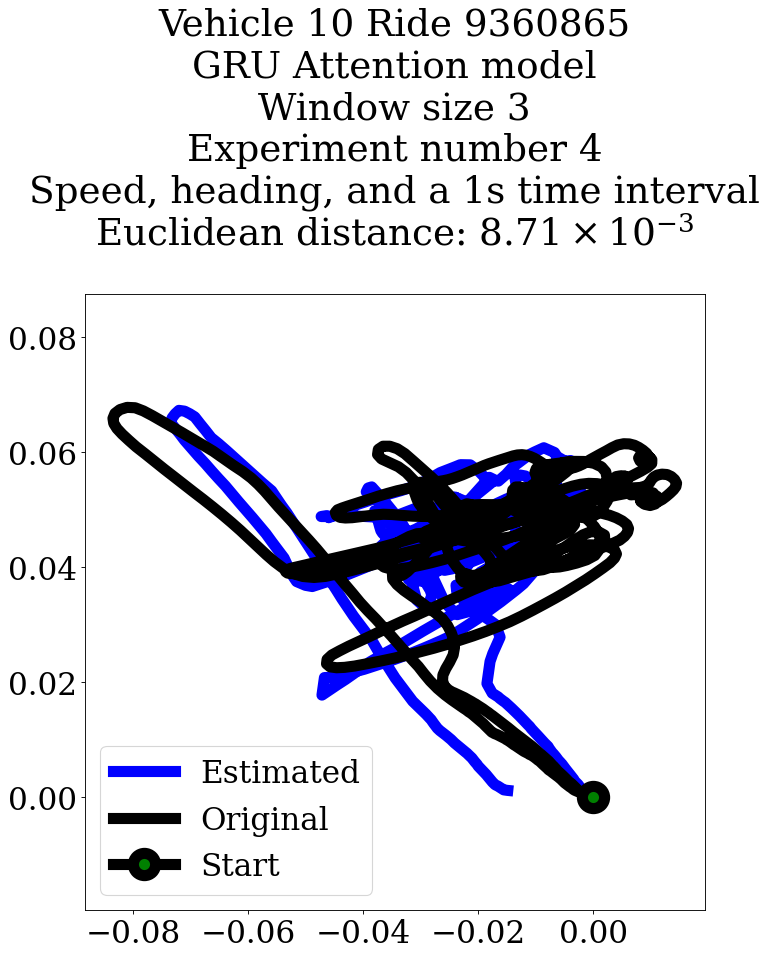 Vehicle 10 Ride 9360865
GRU Attention model
Window size 3
Experiment number 4
Speed, heading, and a 1s time interval
Euclidean distance: 8.71 × 10⁻³
0.08
0.06
0.04
0.02
0.00
Estimated
Original
Start
−0.08 −0.06 −0.04 −0.02 0.00